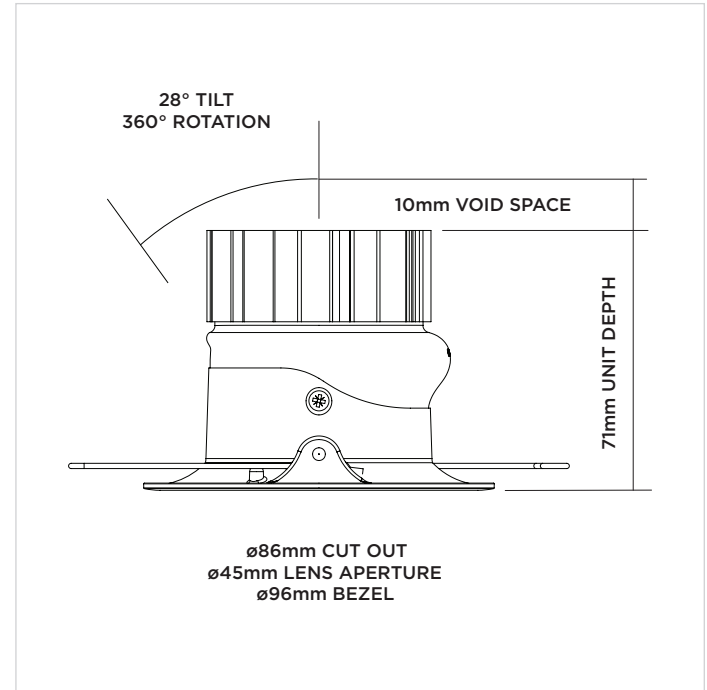 28° TILT
360° ROTATION
10mm VOID SPACE
71mm UNIT DEPTH
ø86mm CUT OUT
ø45mm LENS APERTURE
ø96mm BEZEL